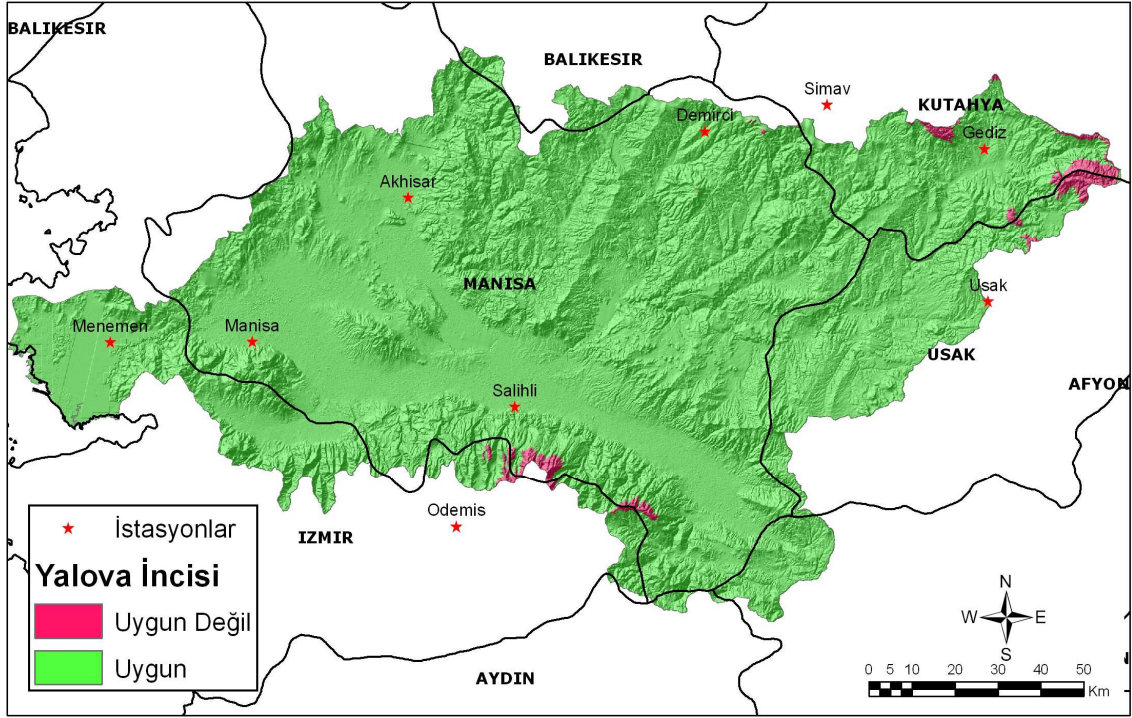 BALIKESIR
BALIKESIR
Simav
KUTAHYA
Demirci
Gediz
Akhisar
MANISA
Usak
Menemen
Manisa
USAK
AFYON
Salihli
Odemis
IZMIR
İstasyonlar
Yalova İncisi
Uygun Değil
Uygun
AYDIN
N
W E
S
0 5 10 20 30 40 50
Km